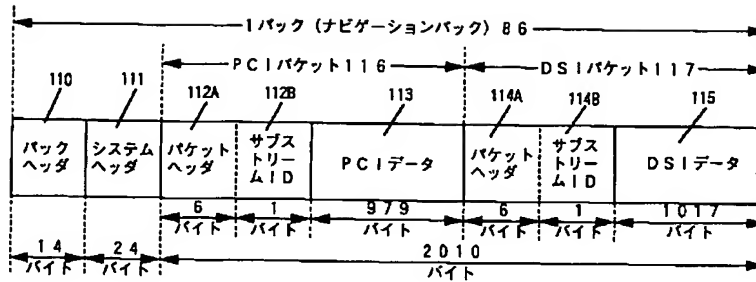 1パック(ナビゲーションパック)86
PCIパケット116
DSIパケット117
110
111
112A
112B
113
114A
114B
115
パック
ヘッダ
システム
ヘッダ
パケット
ヘッダ
サブス
トリー
ムID
PCIデータ
パケット
ヘッダ
サブス
トリー
ムID
DSIデータ
6
バイト
1
バイト
979
バイト
6
バイト
1
バイト
1017
バイト
14
バイト
24
バイト
2010
バイト